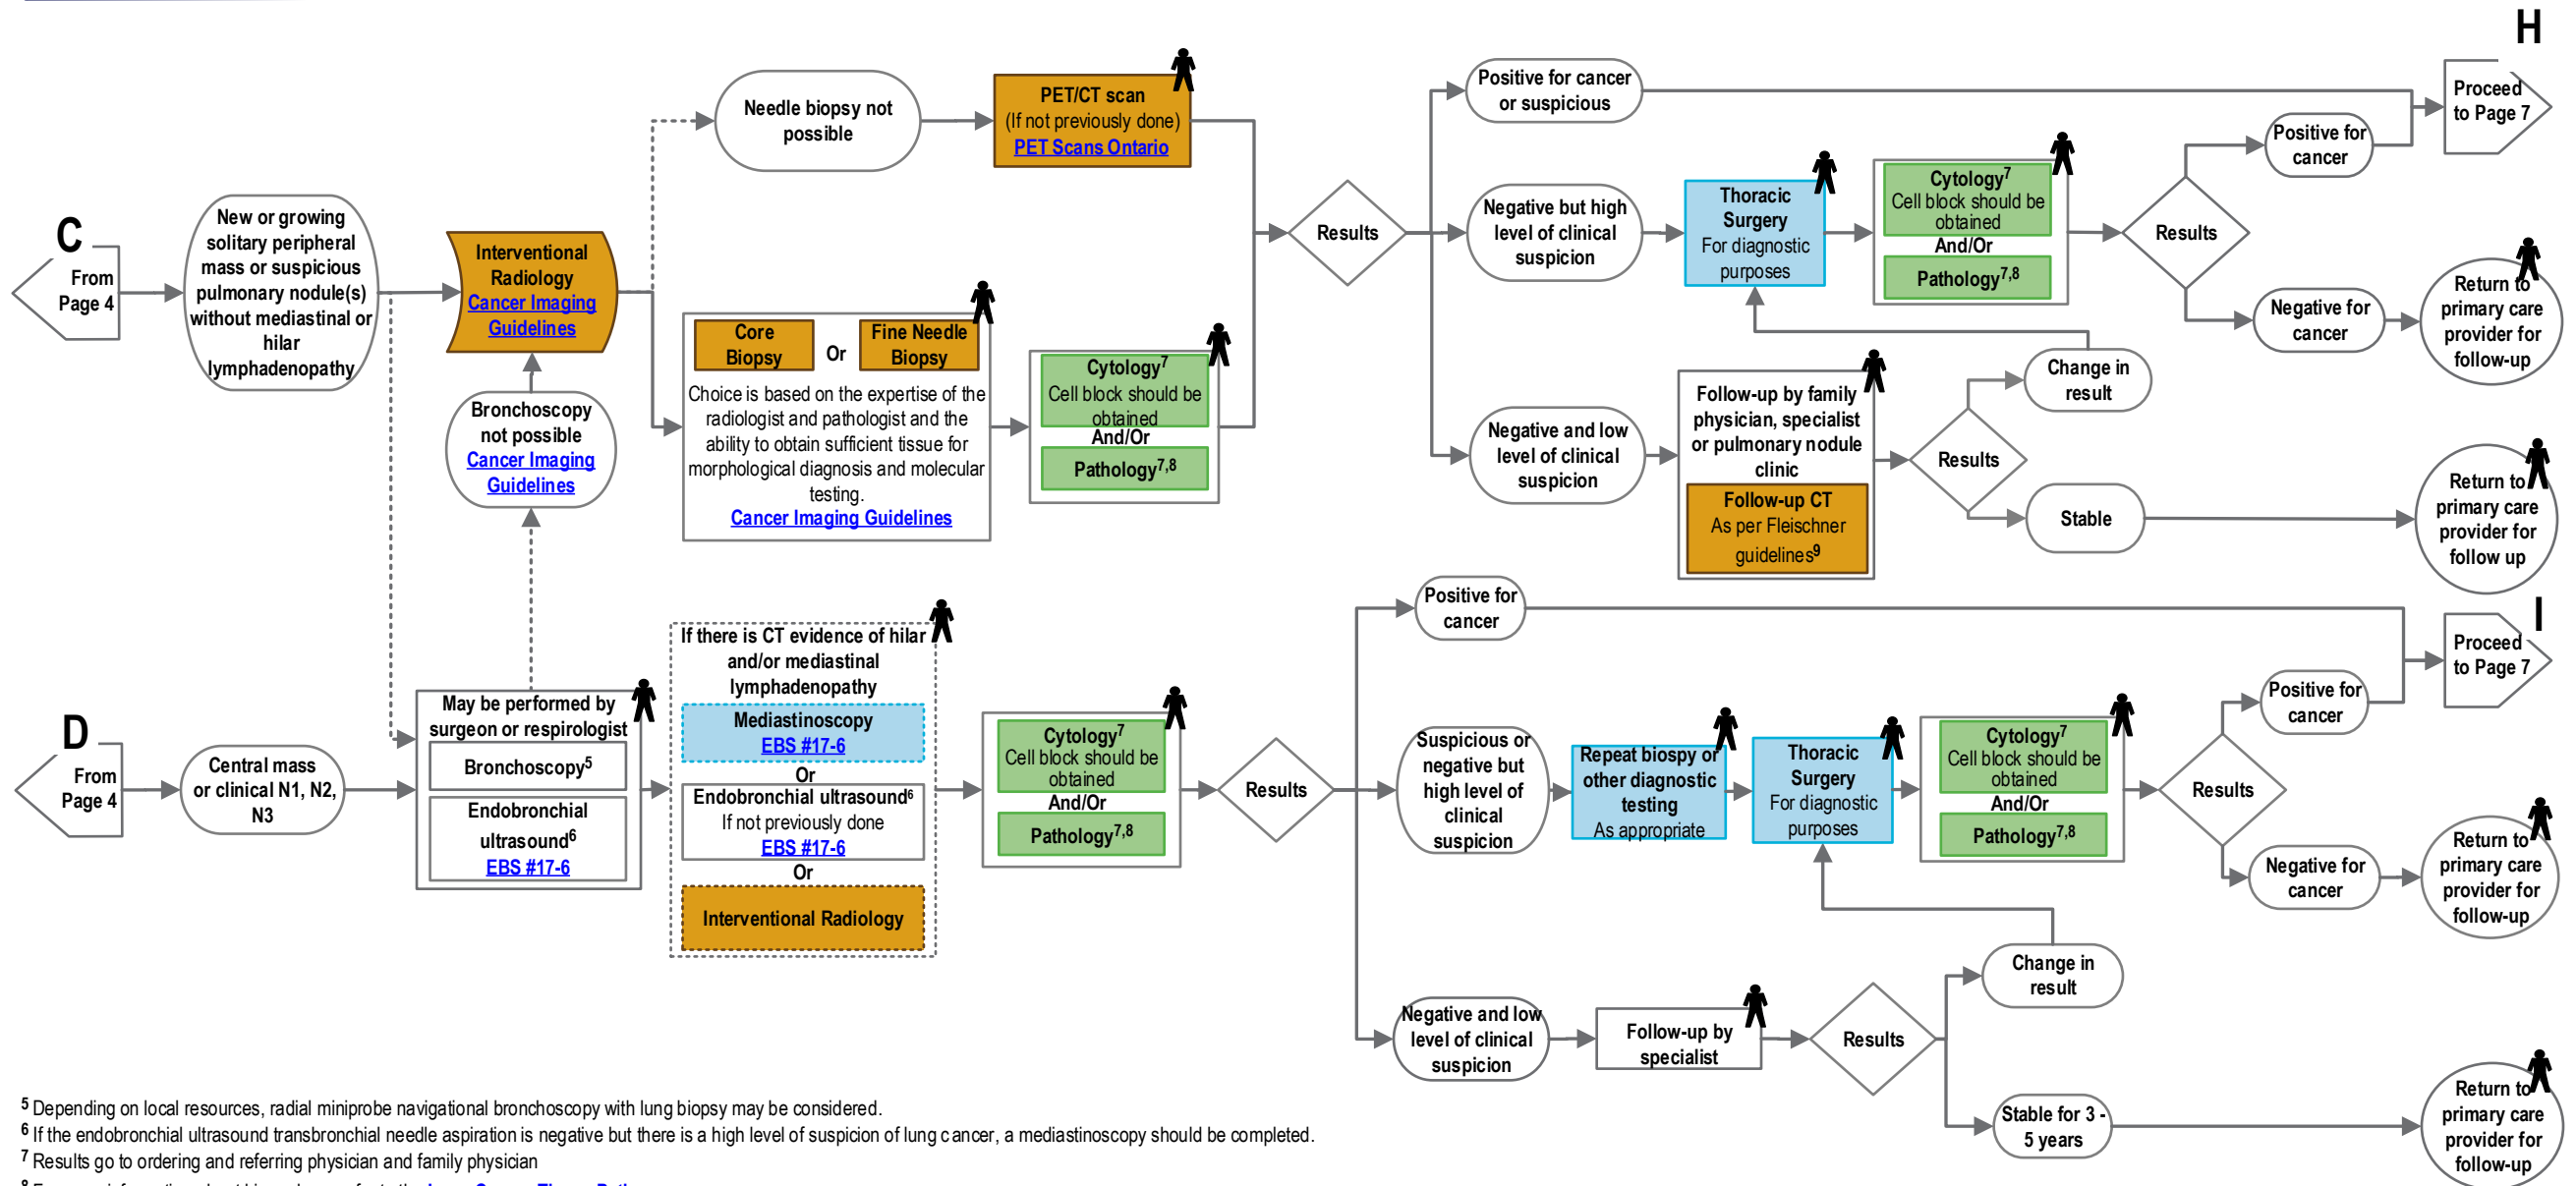 H
C
From
Page 4
New or growing
solitary peripheral
mass or suspicious
pulmonary nodule(s)
without mediastinal or
hilar
lymphadenopathy
Interventional
Radiology
Cancer Imaging
Guidelines
Bronchoscopy
not possible
Cancer Imaging
Guidelines
Needle biopsy not
possible
PET/CT scan
(If not previously done)
PET Scans Ontario
Core
Biopsy
Or
Fine Needle
Biopsy
Choice is based on the expertise of the
radiologist and pathologist and the
ability to obtain sufficient tissue for
morphological diagnosis and molecular
testing.
Cancer Imaging Guidelines
Cytology7
Cell block should be
obtained
And/Or
Pathology7,8
Results
Positive for cancer
or suspicious
Negative but high
level of clinical
suspicion
Thoracic
Surgery
For diagnostic
purposes
Cytology7
Cell block should be
obtained
And/Or
Pathology7,8
Results
Positive for
cancer
Proceed
to Page 7
Negative for
cancer
Return to
primary care
provider for
follow-up
Negative and low
level of clinical
suspicion
Follow-up by family
physician, specialist
or pulmonary nodule
clinic
Follow-up CT
As per Fleischner
guidelines9
Results
Change in
result
Stable
Return to
primary care
provider for
follow up
D
From
Page 4
Central mass
or clinical N1, N2,
N3
May be performed by
surgeon or respirologist
Bronchoscopy5
Endobronchial
ultrasound6
EBS #17-6
If there is CT evidence of hilar
and/or mediastinal
lymphadenopathy
Mediastinoscopy
EBS #17-6
Or
Endobronchial ultrasound6
If not previously done
EBS #17-6
Or
Interventional Radiology
Cytology7
Cell block should be
obtained
And/Or
Pathology7,8
Results
Positive for
cancer
I
Proceed
to Page 7
Suspicious or
negative but
high level of
clinical
suspicion
Repeat biospy or
other diagnostic
testing
As appropriate
Thoracic
Surgery
For diagnostic
purposes
Cytology7
Cell block should be
obtained
And/Or
Pathology7,8
Results
Positive for
cancer
Negative for
cancer
Return to
primary care
provider for
follow-up
Negative and low
level of clinical
suspicion
Follow-up by
specialist
Results
Change in
result
Stable for 3 -
5 years
Return to
primary care
provider for
follow-up
5 Depending on local resources, radial miniprobe navigational bronchoscopy with lung biopsy may be considered.
6 If the endobronchial ultrasound transbronchial needle aspiration is negative but there is a high level of suspicion of lung cancer, a mediastinoscopy should be completed.
7 Results go to ordering and referring physician and family physician
8